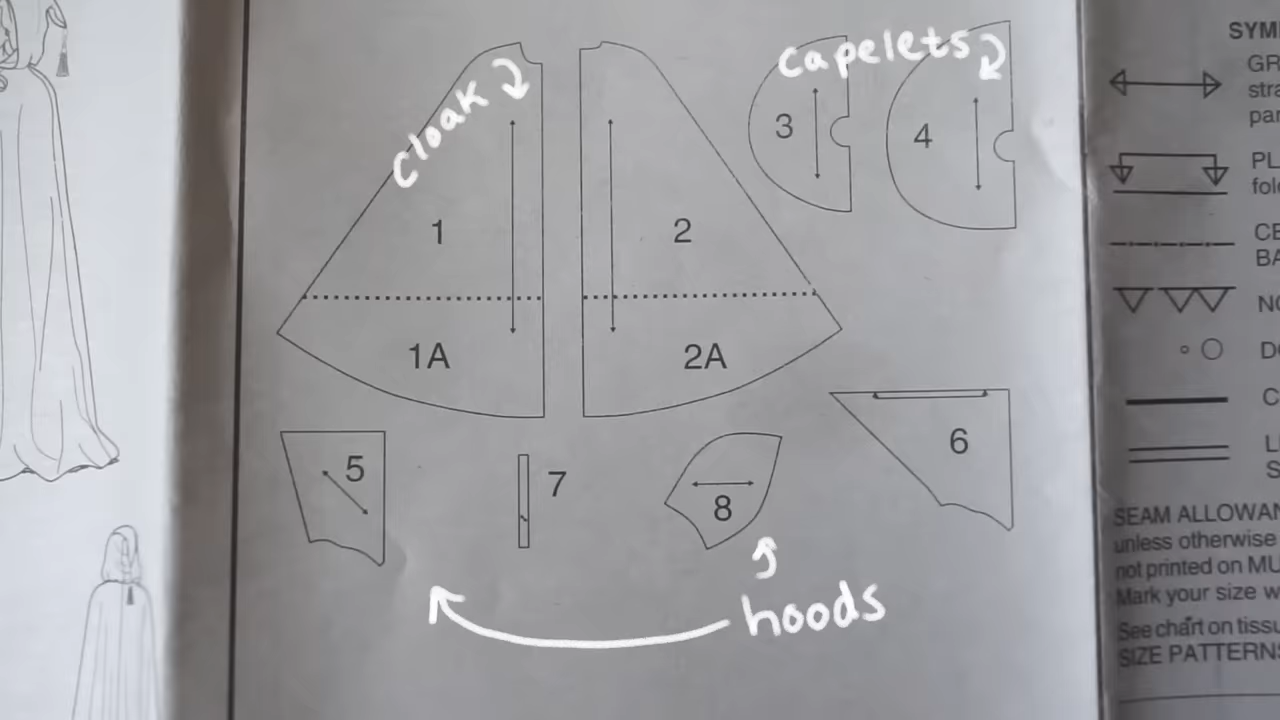 cloak
capelets
1
2
3
4
1A
2A
5
7
8
6
hoods
SYM
GR
stra
par
PL
fol
CE
BA
NO
D
C
L
S
SEAM ALLOWAN
unless otherwise
not printed on MU
Mark your size w
See chart on tissu
SIZE PATTERNS